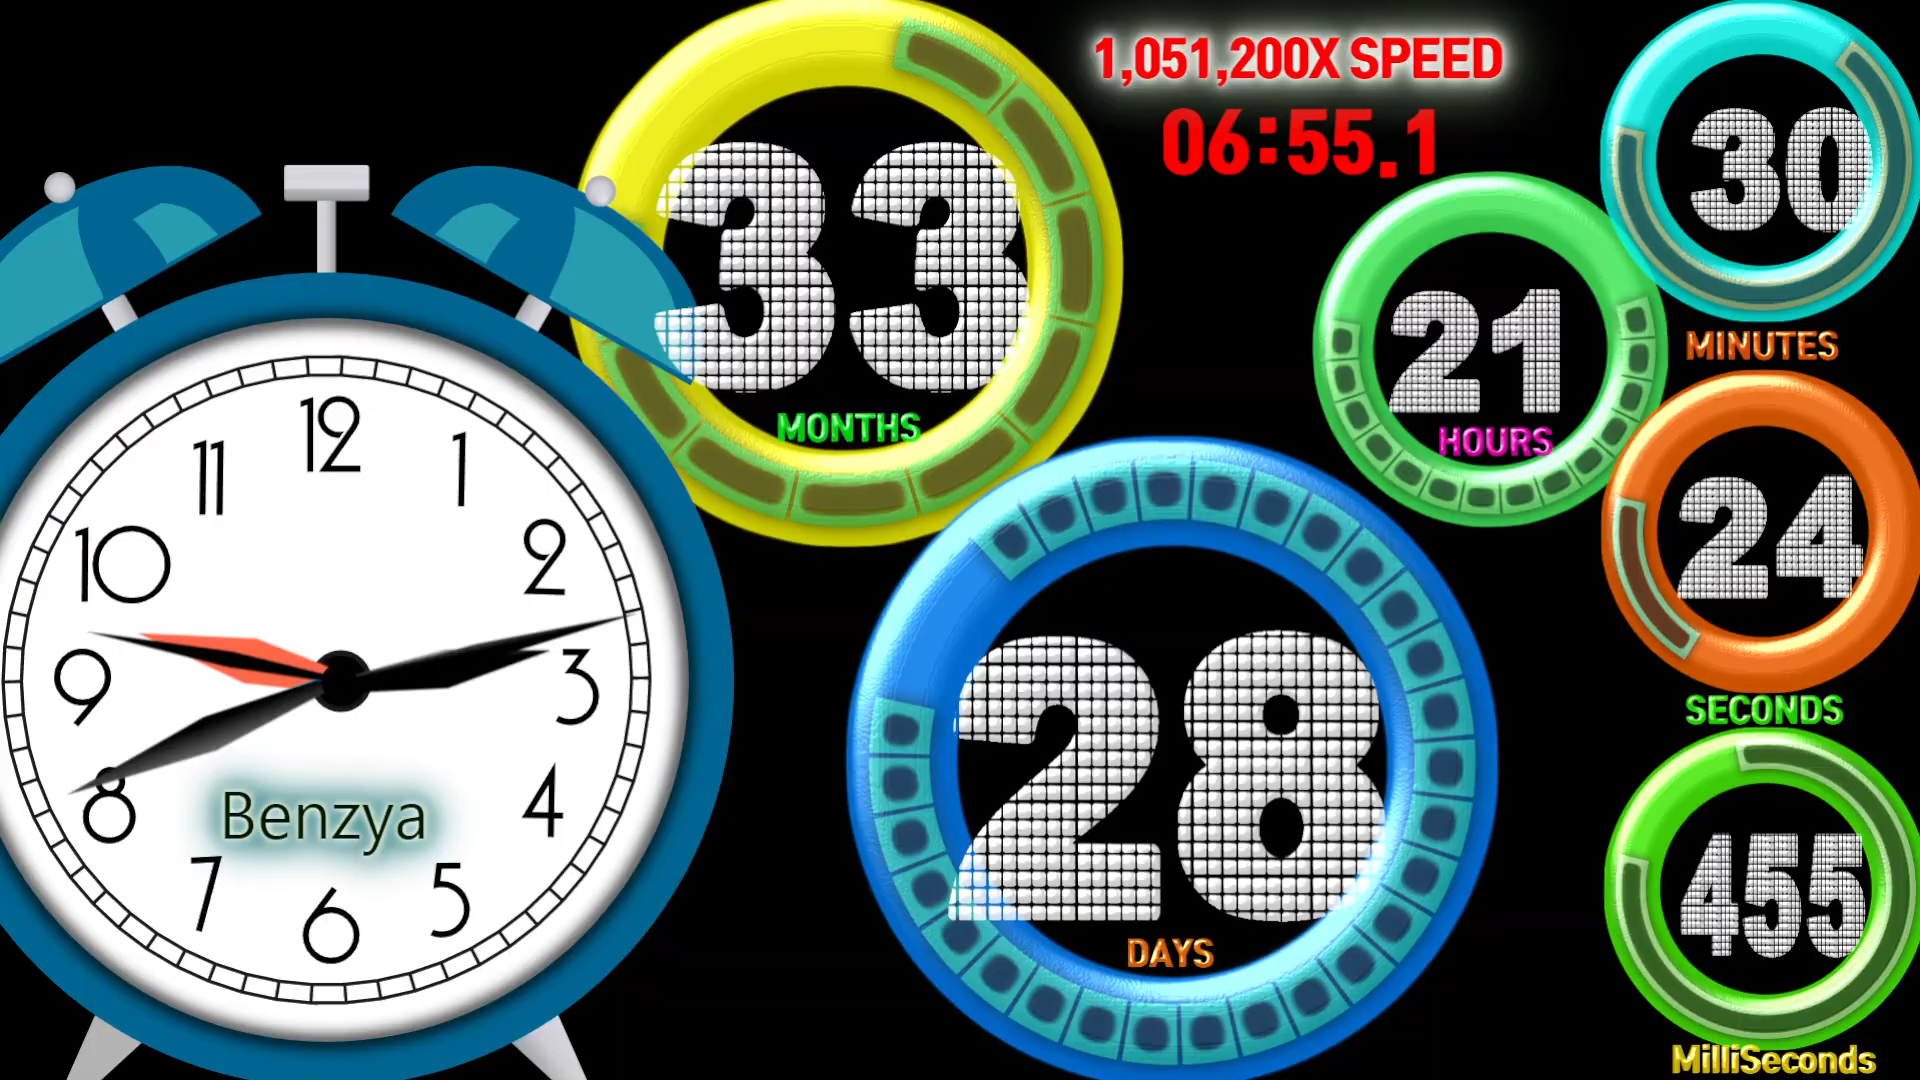 1,051,200X SPEED
06:55.1
33
MONTHS
30
MINUTES
21
HOURS
24
SECONDS
28
DAYS
455
MilliSeconds
12
1
2
3
4
5
6
7
8
9
10
11
Benzya